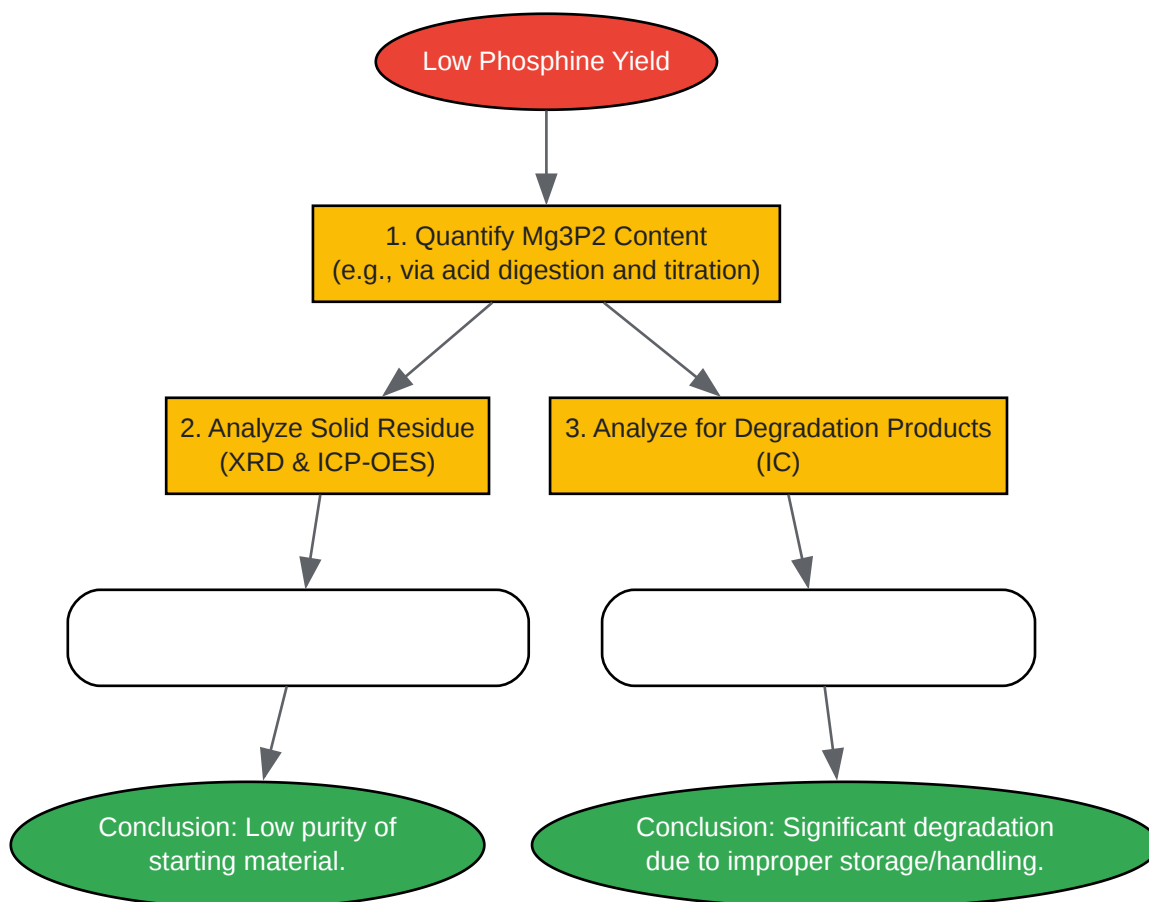 Low Phosphine Yield
1. Quantify Mg3P2 Content
(e.g., via acid digestion and titration)
2. Analyze Solid Residue
(XRD & ICP-OES)
3. Analyze for Degradation Products
(IC)
Conclusion: Low purity of
starting material.
Conclusion: Significant degradation
due to improper storage/handling.